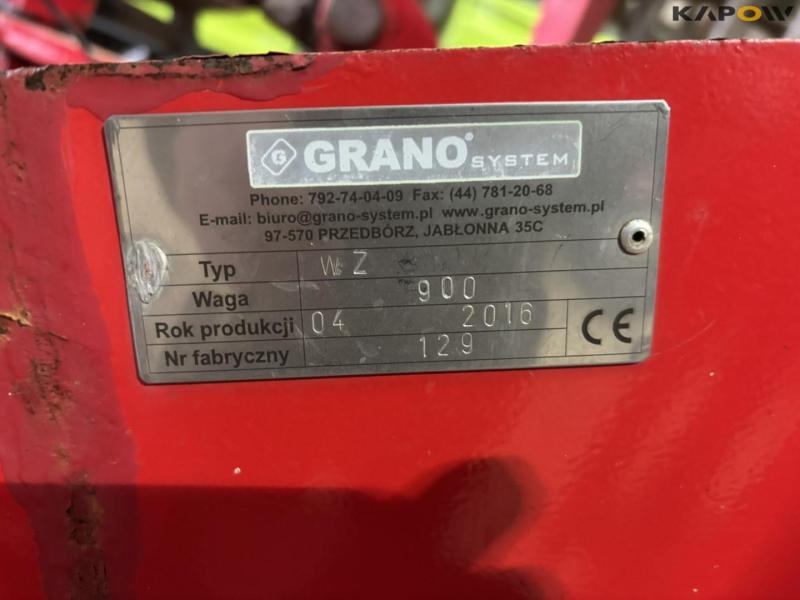 KAPOW
G GRANO® SYSTEM
Phone: 792-74-04-09 Fax: (44) 781-20-68
E-mail: biuro@grano-system.pl www.grano-system.pl
97-570 PRZEDBÓRZ, JABŁONNA 35C
Typ WZ
Waga 900
Rok produkcji 04 2016
Nr fabryczny 129
CE